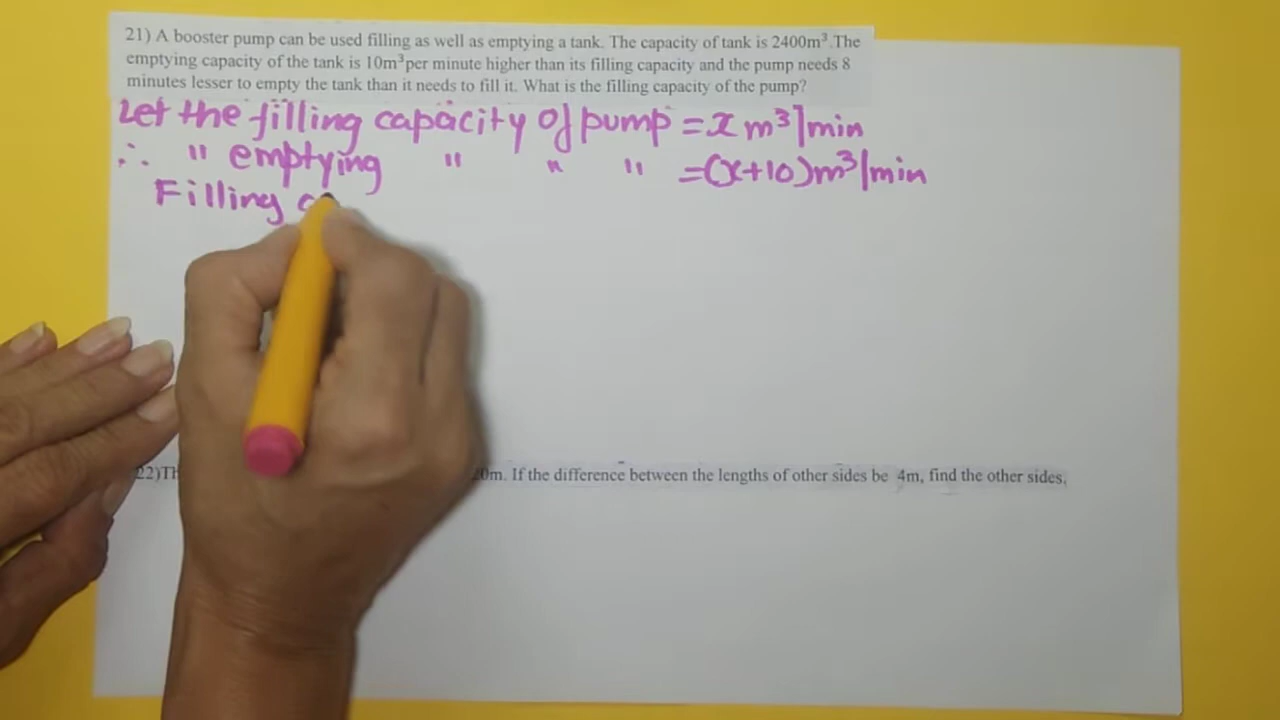 21) A booster pump can be used filling as well as emptying a tank. The capacity of tank is 2400m³.The
emptying capacity of the tank is 10m³per minute higher than its filling capacity and the pump needs 8
minutes lesser to empty the tank than it needs to fill it. What is the filling capacity of the pump?
Let the filling capacity of pump = x m³/min
∴ " emptying " " " = (x+10)m³/min
Filling
22) 20m. If the difference between the lengths of other sides be 4m, find the other sides.